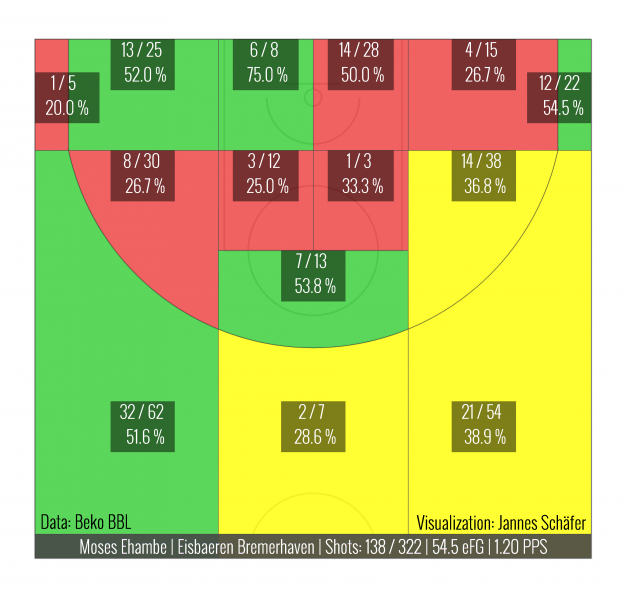 13 / 25
52.0 %
6 / 8
75.0 %
14 / 28
50.0 %
4 / 15
26.7 %
1 / 5
20.0 %
12 / 22
54.5 %
8 / 30
26.7 %
3 / 12
25.0 %
1 / 3
33.3 %
14 / 38
36.8 %
7 / 13
53.8 %
32 / 62
51.6 %
2 / 7
28.6 %
21 / 54
38.9 %
Data: Beko BBL
Visualization: Jannes Schäfer
Moses Ehambe | Eisbaeren Bremerhaven | Shots: 138 / 322 | 54.5 eFG | 1.20 PPS